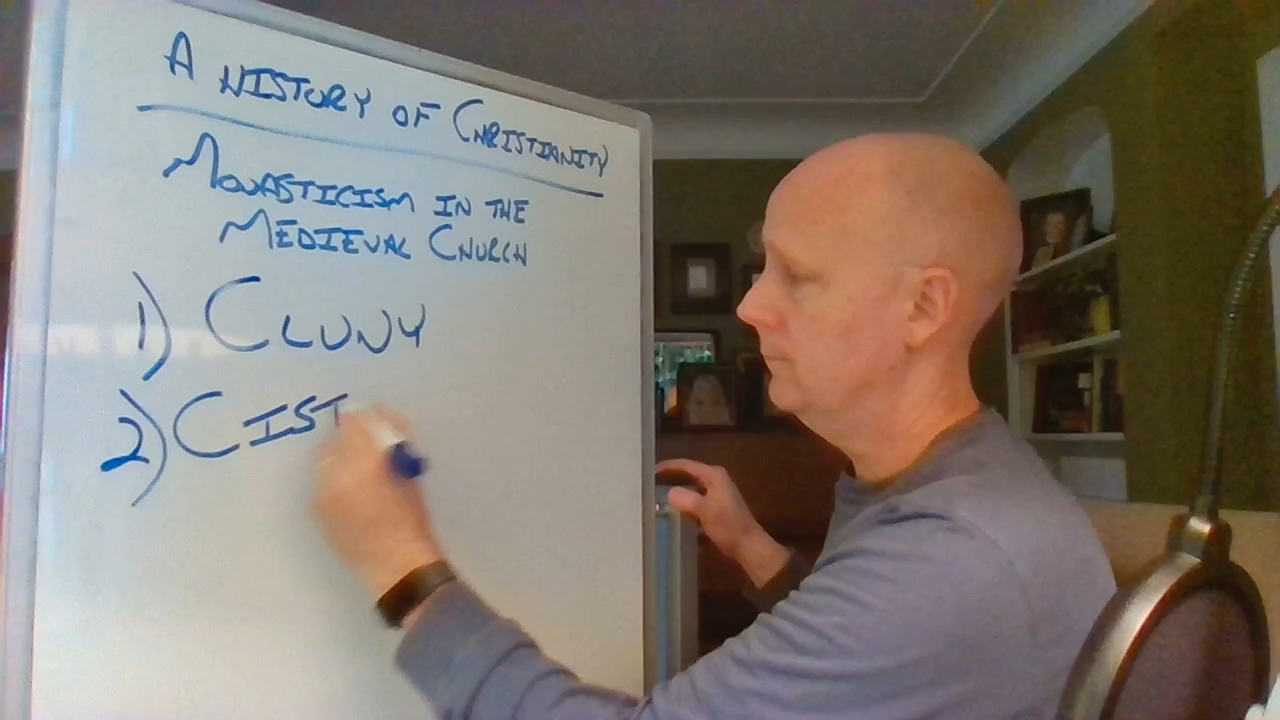 A HISTORY OF CHRISTIANITY
MONASTICISM IN THE
MEDIEVAL CHURCH
1) CLUNY
2) CIST